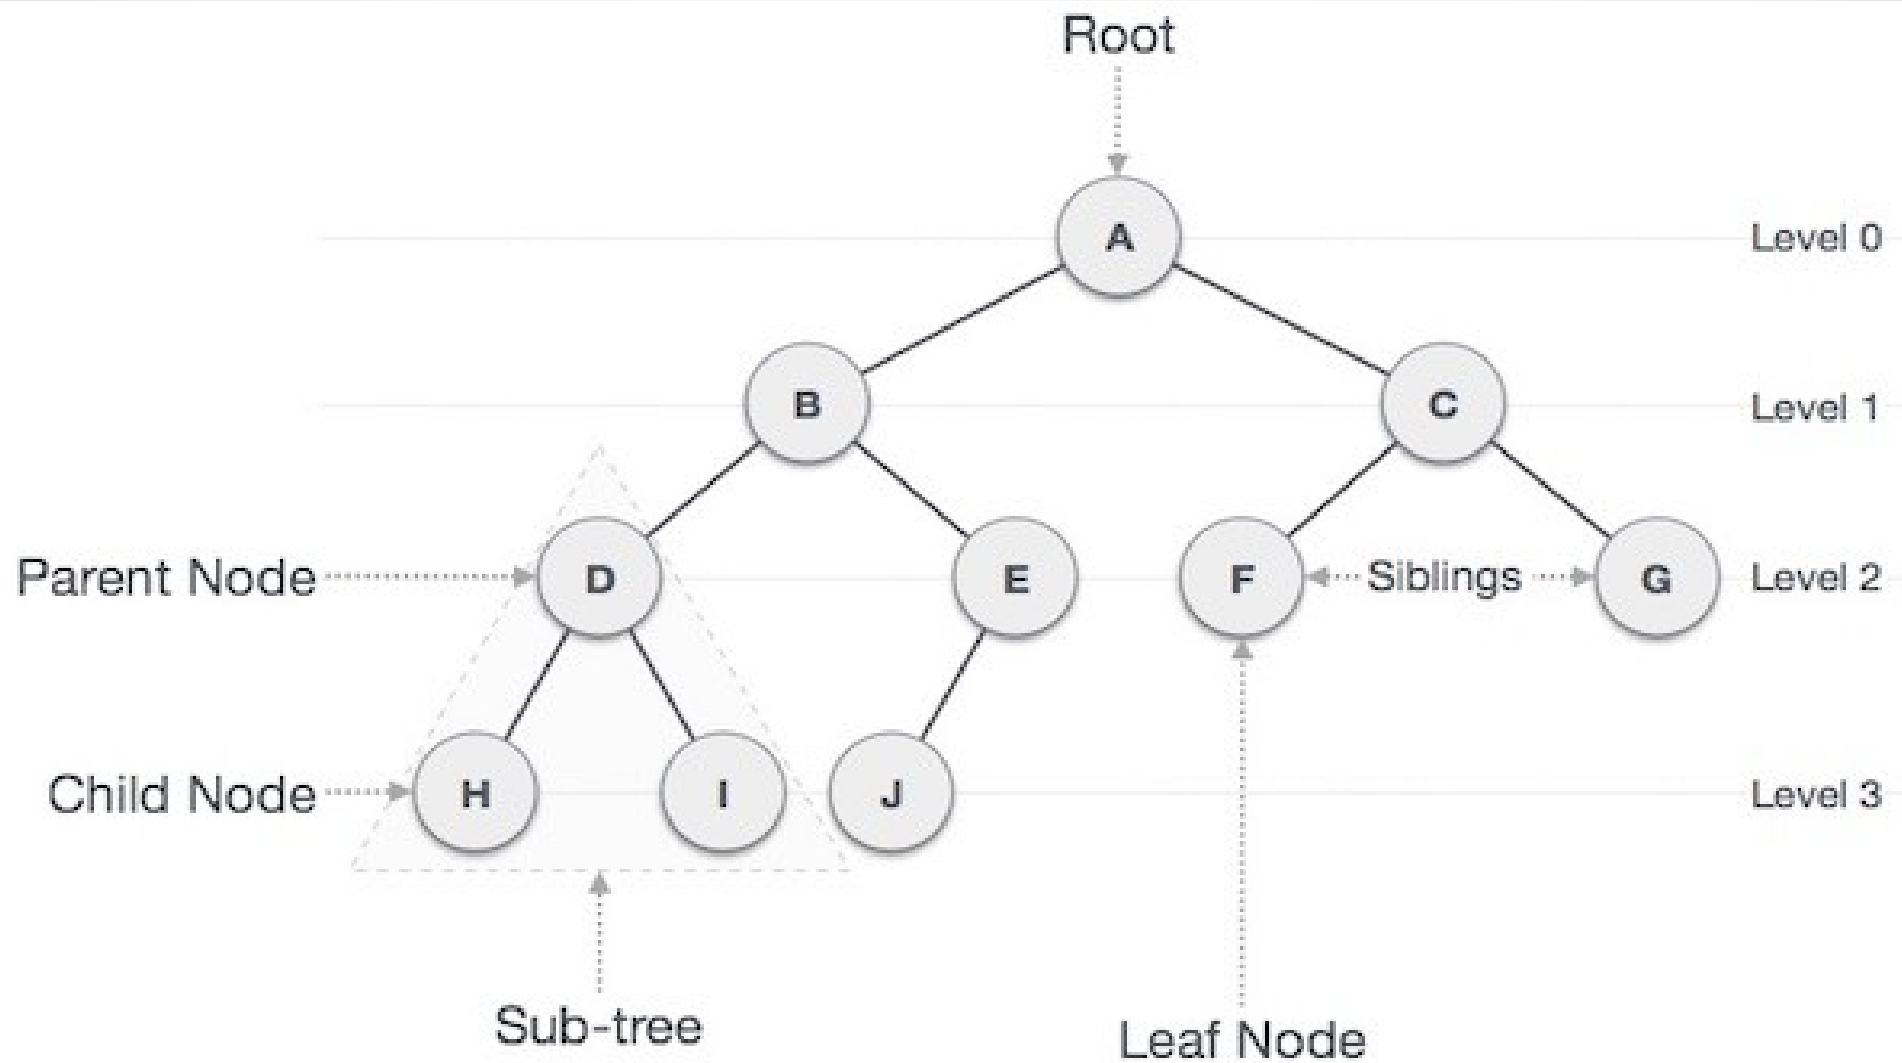 Root
A
Level 0
B
C
Level 1
Parent Node
D
E
F
Siblings
G
Level 2
Child Node
H
I
J
Level 3
Sub-tree
Leaf Node